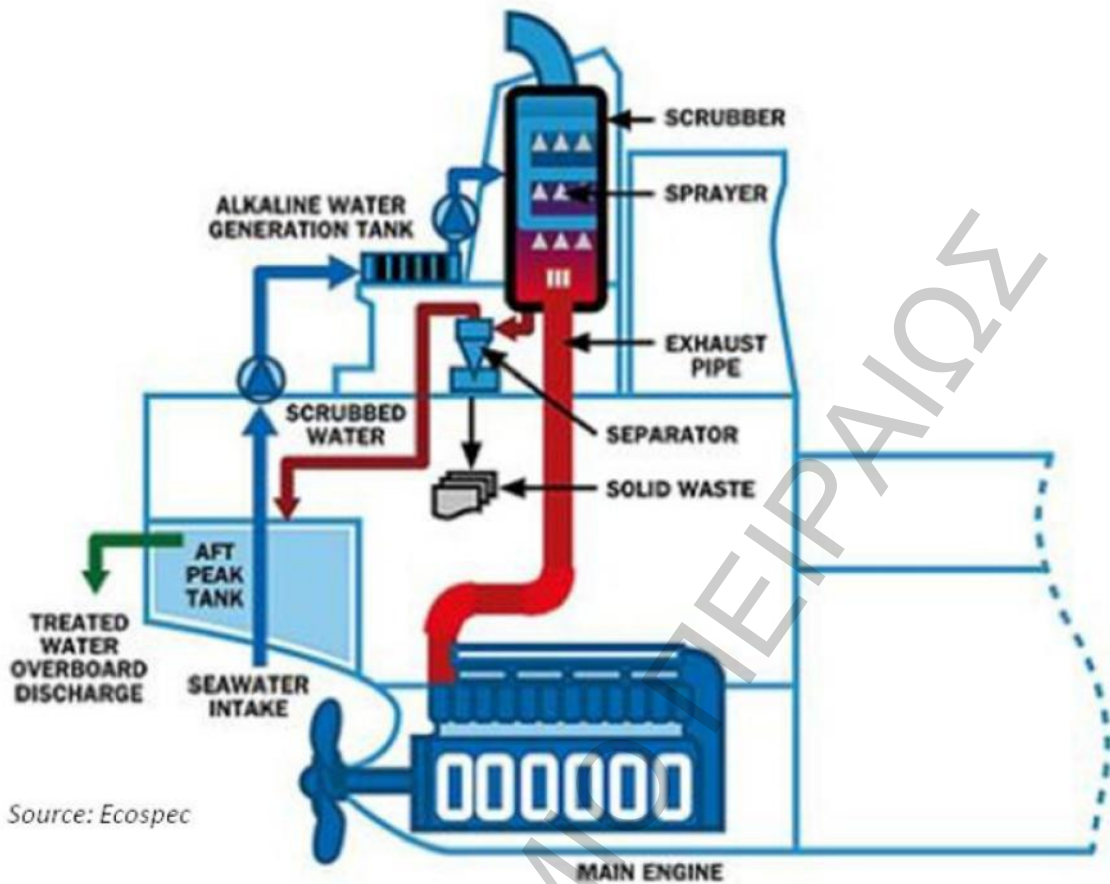 SCRUBBER
SPRAYER
ALKALINE WATER
GENERATION TANK
EXHAUST
PIPE
SCRUBBED
WATER
SEPARATOR
SOLID WASTE
AFT
PEAK
TANK
TREATED
WATER
OVERBOARD
DISCHARGE
SEAWATER
INTAKE
Source: Ecospec
MAIN ENGINE
ΠΕΙΡΑΙΩΣ